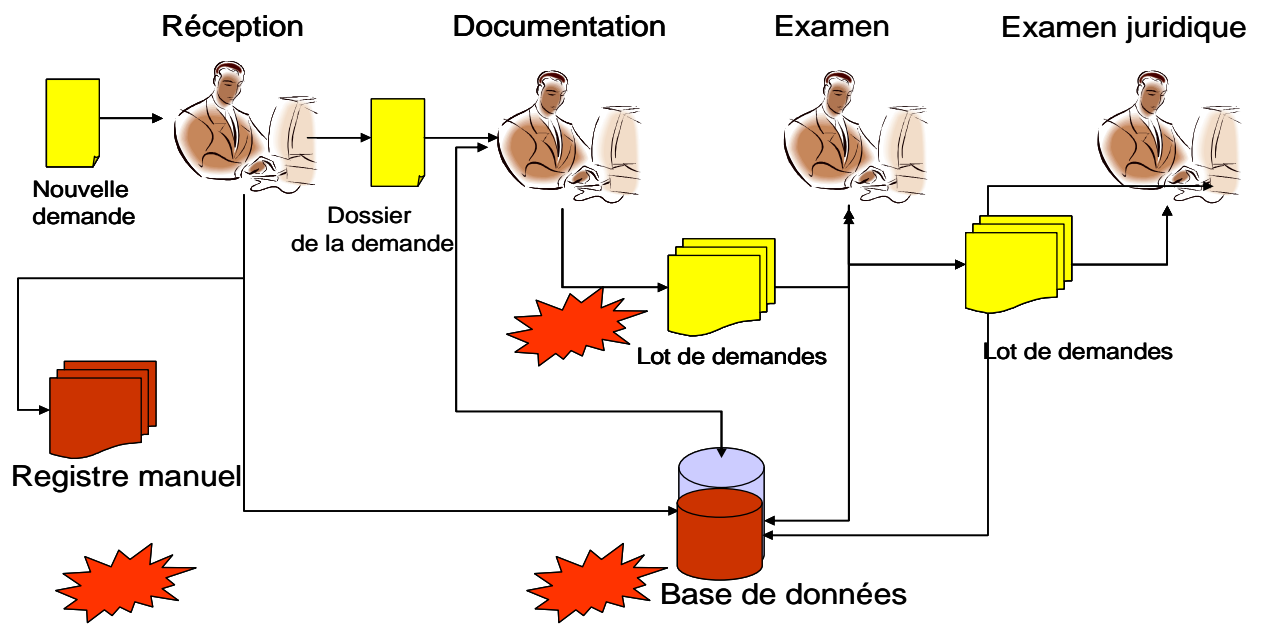 Réception
Documentation
Examen
Examen juridique
Nouvelle
demande
Dossier
de la demande
Lot de demandes
Lot de demandes
Registre manuel
Base de données